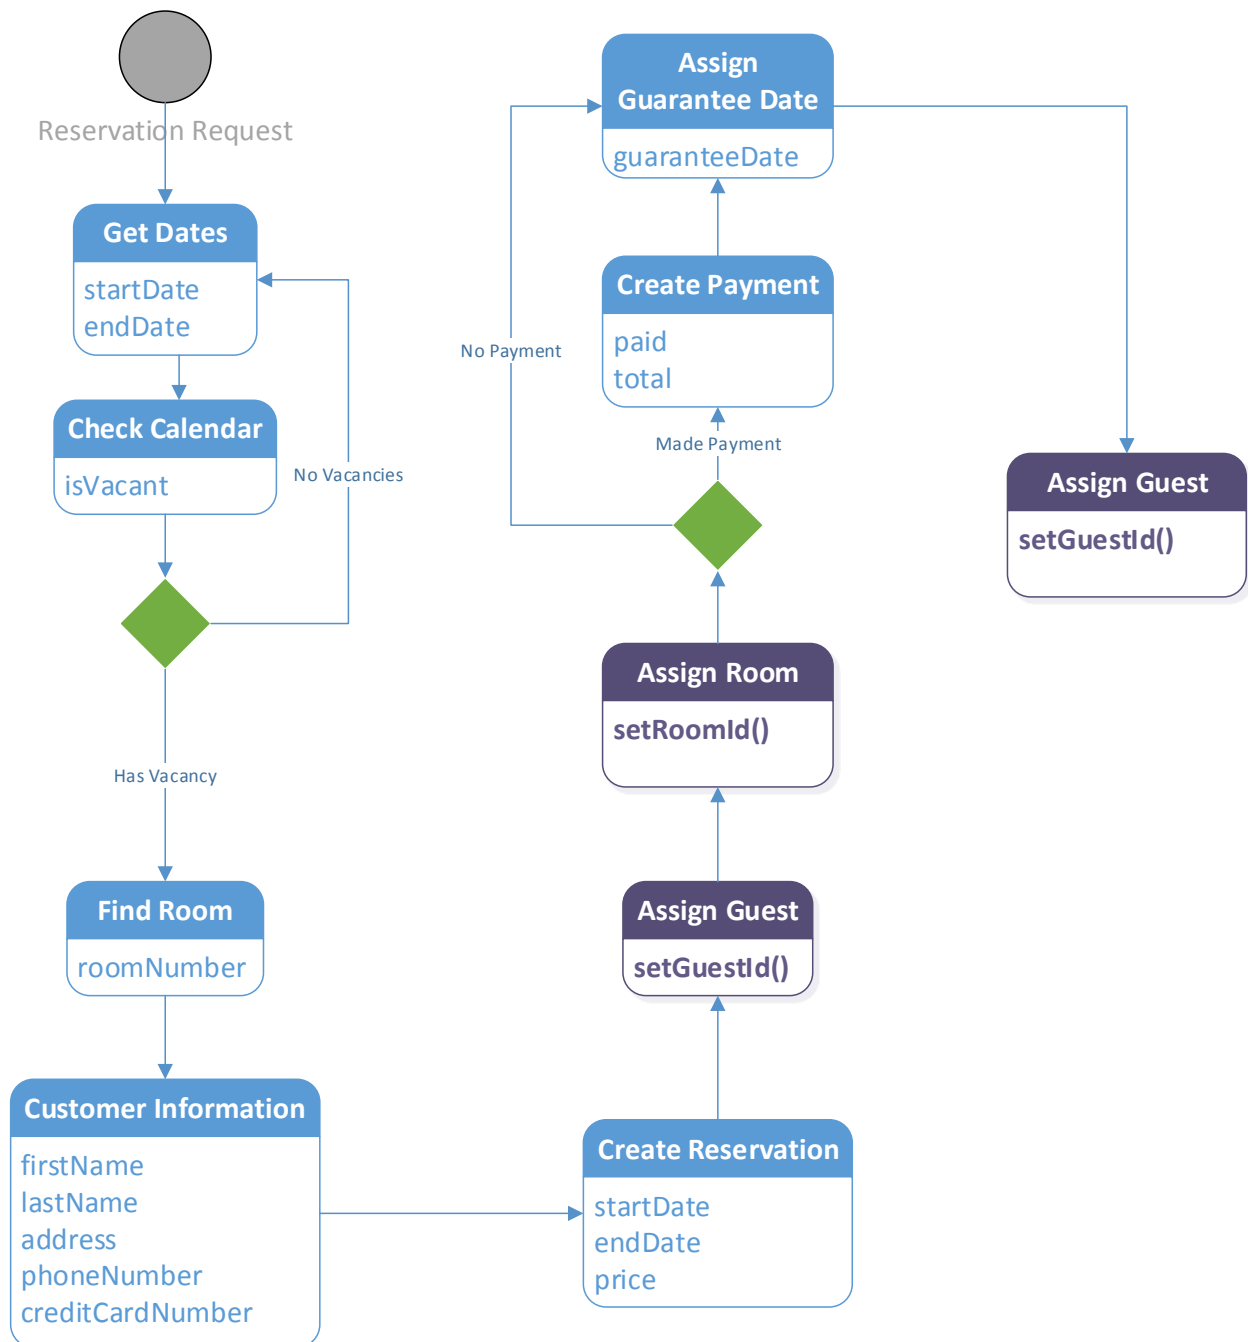 Reservation Request
Get Dates
startDate
endDate
Check Calendar
isVacant
No Vacancies
Has Vacancy
Find Room
roomNumber
Customer Information
firstName
lastName
address
phoneNumber
creditCardNumber
Create Reservation
startDate
endDate
price
Assign Guest
setGuestId()
Assign Room
setRoomId()
Made Payment
No Payment
Create Payment
paid
total
Assign
Guarantee Date
guaranteeDate
Assign Guest
setGuestId()